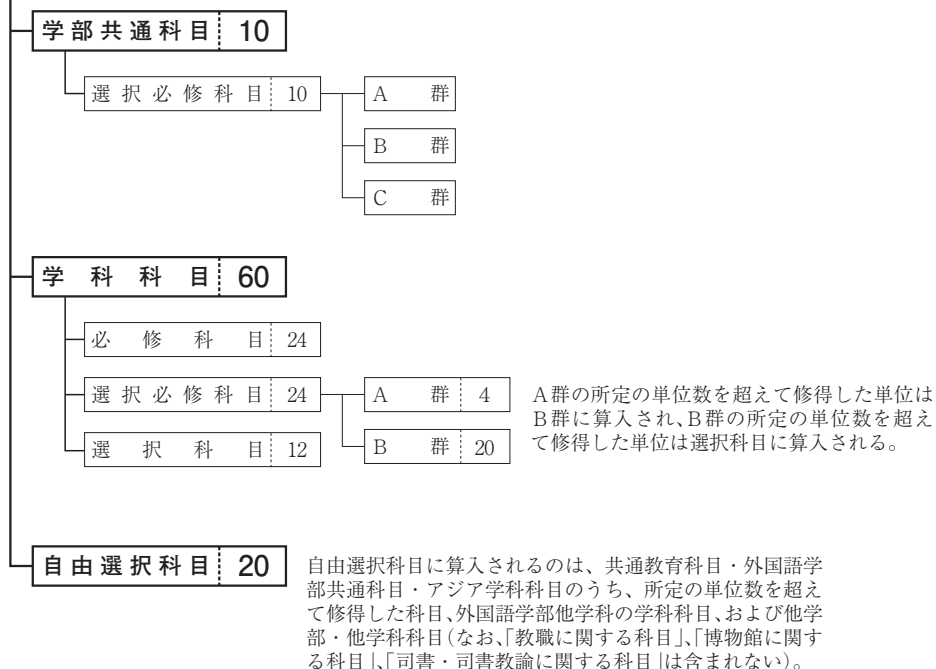 学部共通科目 10
選択必修科目 10
A 群
B 群
C 群
学科科目 60
必修科目 24
選択必修科目 24
A 群 4
B 群 20
選択科目 12
A群の所定の単位数を超えて修得した単位は
B群に算入され、B群の所定の単位数を超え
て修得した単位は選択科目に算入される。
自由選択科目 20
自由選択科目に算入されるのは、共通教育科目・外国語学
部共通科目・アジア学科科目のうち、所定の単位数を超え
て修得した科目、外国語学部他学科の学科科目、および他学
部・他学科科目(なお、「教職に関する科目」、「博物館に関す
る科目」、「司書・司書教諭に関する科目」は含まれない)。